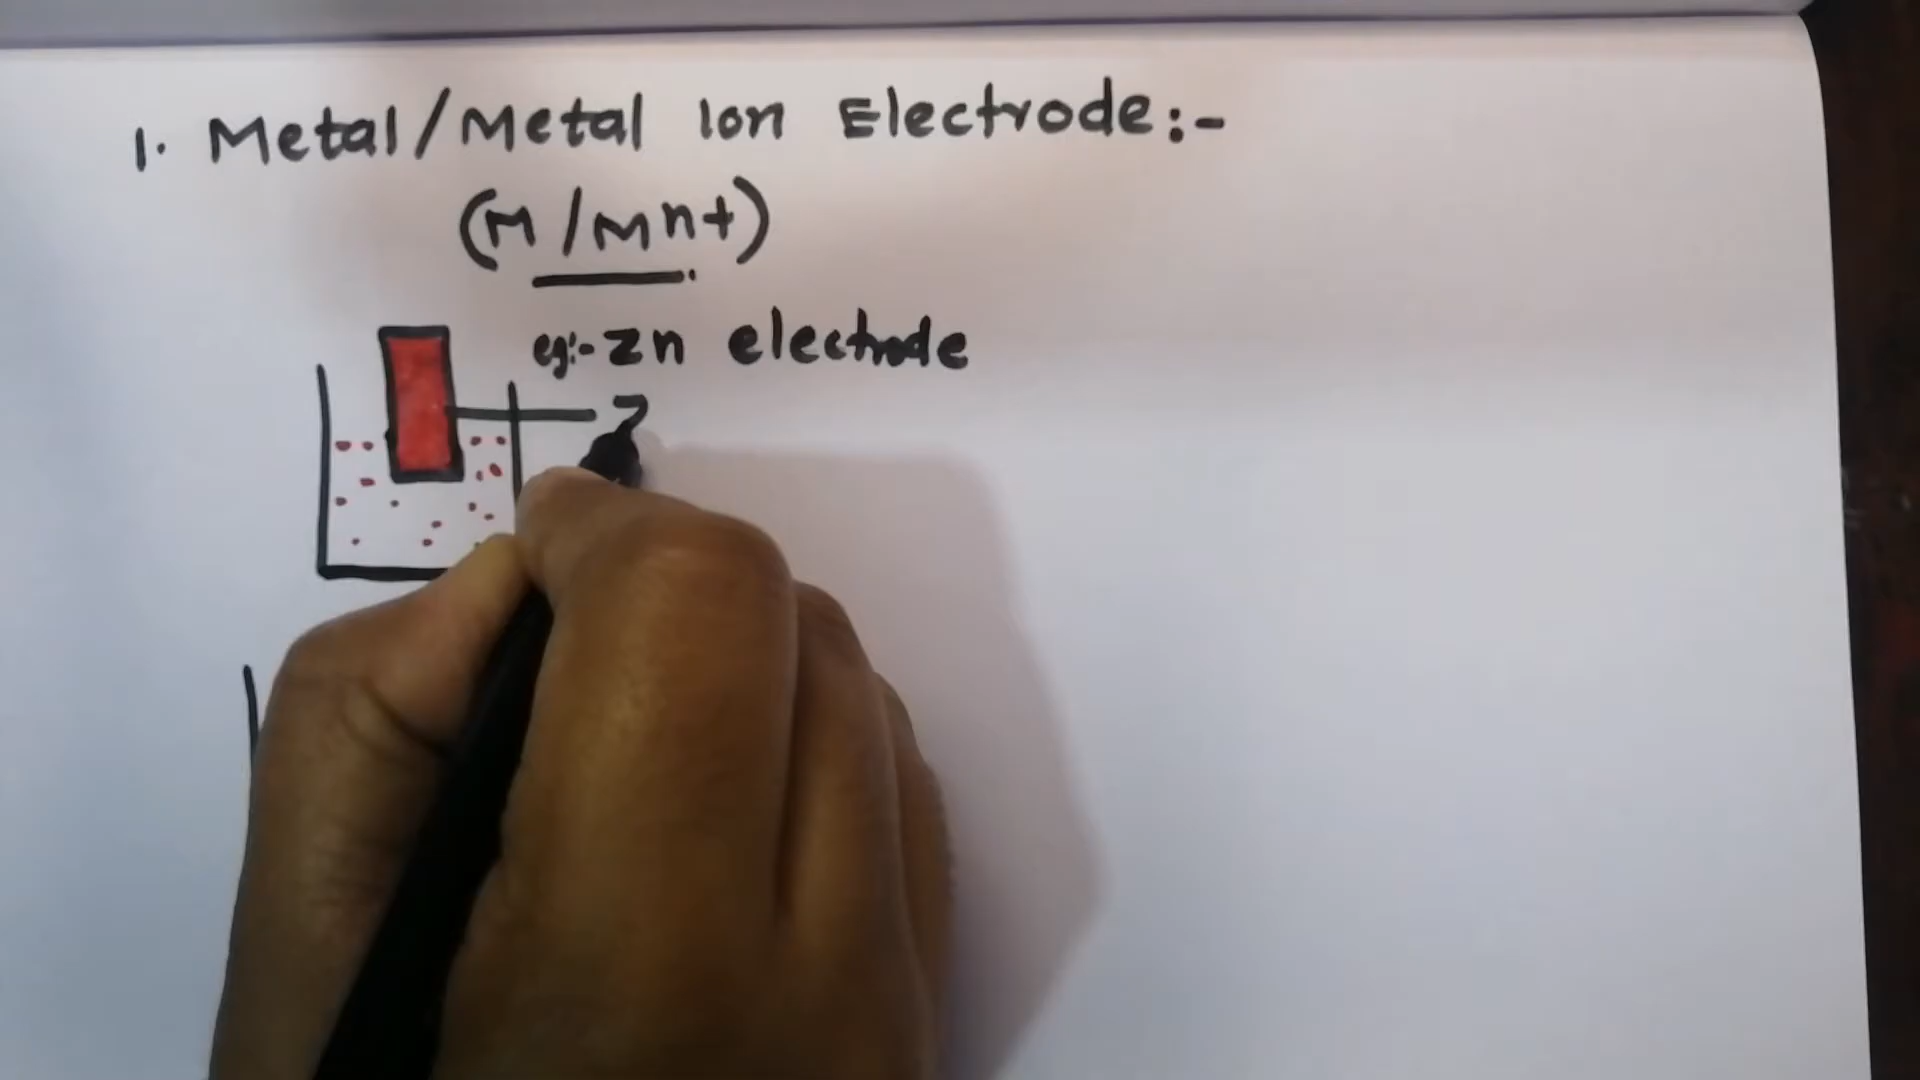 1. Metal/Metal Ion Electrode:-
(M/Mn+)
eg:- Zn electrode
Z